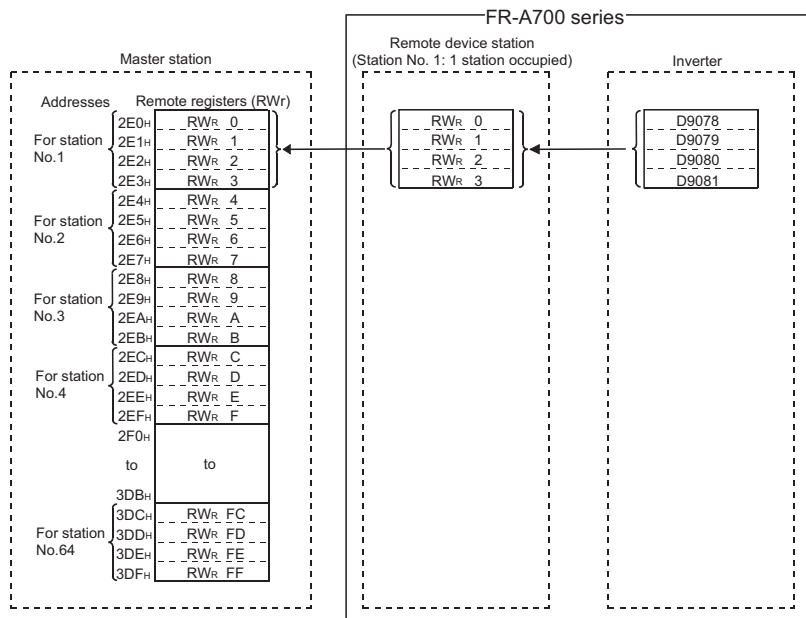 FR-A700 series
Master station
Remote device station
(Station No. 1: 1 station occupied)
Inverter
Addresses
Remote registers (RWr)
For station
No.1
2E0H RWR 0
2E1H RWR 1
2E2H RWR 2
2E3H RWR 3
For station
No.2
2E4H RWR 4
2E5H RWR 5
2E6H RWR 6
2E7H RWR 7
For station
No.3
2E8H RWR 8
2E9H RWR 9
2EAH RWR A
2EBH RWR B
For station
No.4
2ECH RWR C
2EDH RWR D
2EEH RWR E
2EFH RWR F
2F0H
to to
3DBH
For station
No.64
3DCH RWR FC
3DDH RWR FD
3DEH RWR FE
3DFH RWR FF
RWR 0
RWR 1
RWR 2
RWR 3
D9078
D9079
D9080
D9081